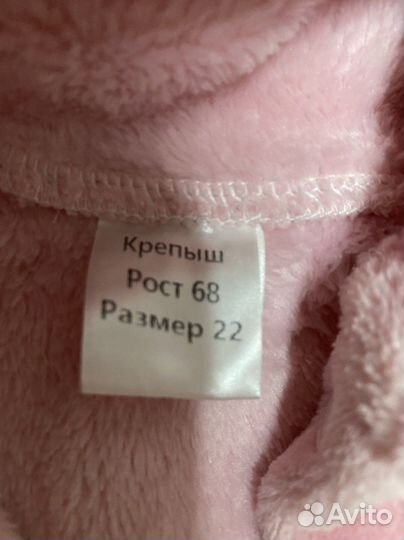 Крепыш
Рост 68
Размер 22
Avito